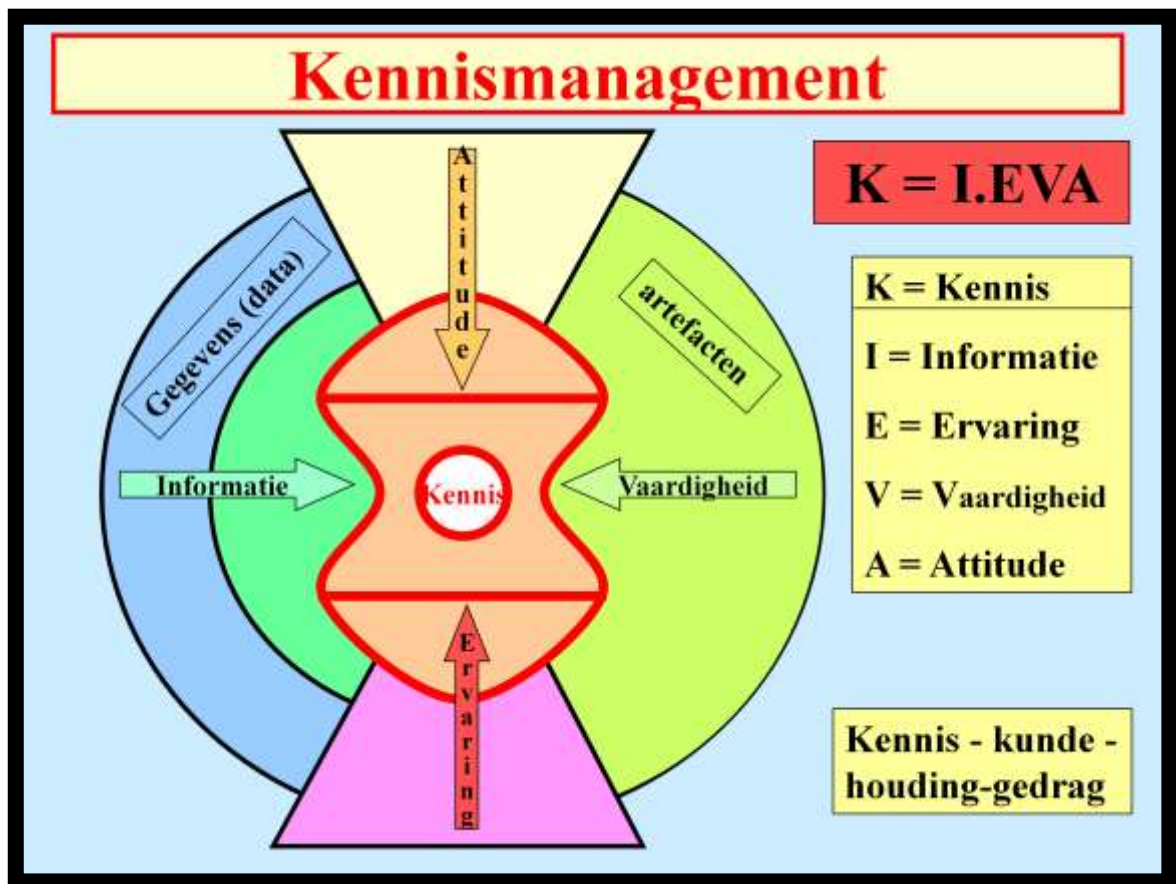 Kennismanagement
Attitude
K = I.EVA
Gegevens (data)
artefacten
K = Kennis
I = Informatie
E = Ervaring
V = Vaardigheid
A = Attitude
Informatie
Kennis
Vaardigheid
Ervaring
Kennis - kunde -
houding-gedrag